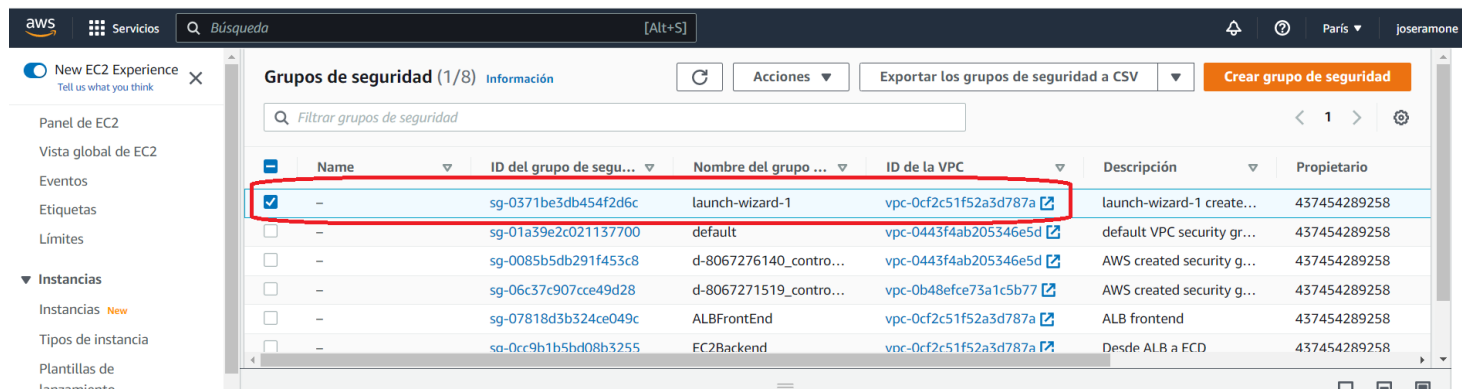 aws Servicios Búsqueda [Alt+S] París ▼ joseramone
New EC2 Experience
Tell us what you think
Panel de EC2
Vista global de EC2
Eventos
Etiquetas
Límites
▼ Instancias
Instancias New
Tipos de instancia
Plantillas de
lanzamiento
Grupos de seguridad (1/8) Información Acciones ▼ Exportar los grupos de seguridad a CSV ▼ Crear grupo de seguridad
Filtrar grupos de seguridad < 1 >
Name ID del grupo de segu... Nombre del grupo ... ID de la VPC Descripción Propietario
– sg-0371be3db454f2d6c launch-wizard-1 vpc-0cf2c51f52a3d787a launch-wizard-1 create... 437454289258
– sg-01a39e2c021137700 default vpc-0443f4ab205346e5d default VPC security gr... 437454289258
– sg-0085b5db291f453c8 d-8067276140_contro... vpc-0443f4ab205346e5d AWS created security g... 437454289258
– sg-06c37c907cce49d28 d-8067271519_contro... vpc-0b48efce73a1c5b77 AWS created security g... 437454289258
– sg-07818d3b324ce049c ALBFrontEnd vpc-0cf2c51f52a3d787a ALB frontend 437454289258
– sg-0cc9b1b5bd08b3255 EC2Backend vpc-0cf2c51f52a3d787a Desde ALB a ECD 437454289258